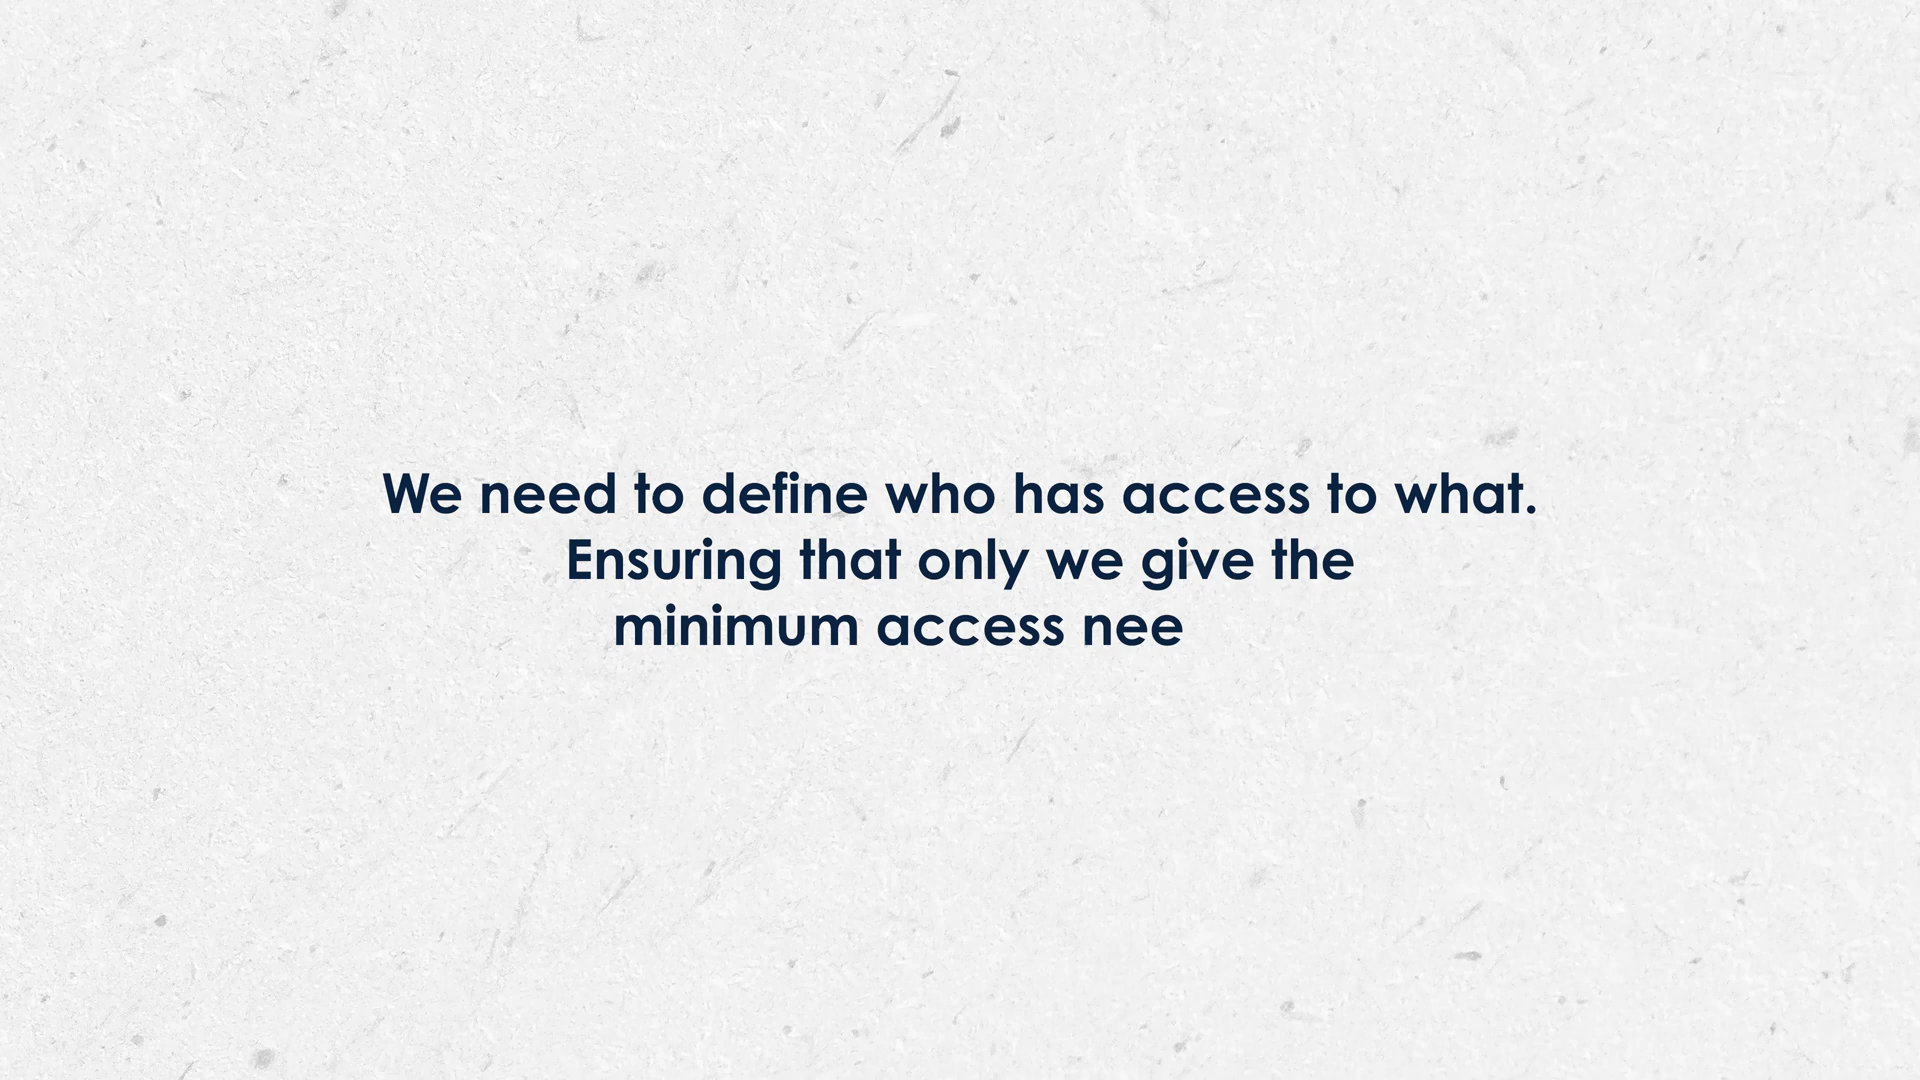 We need to define who has access to what.
Ensuring that only we give the
minimum access nee